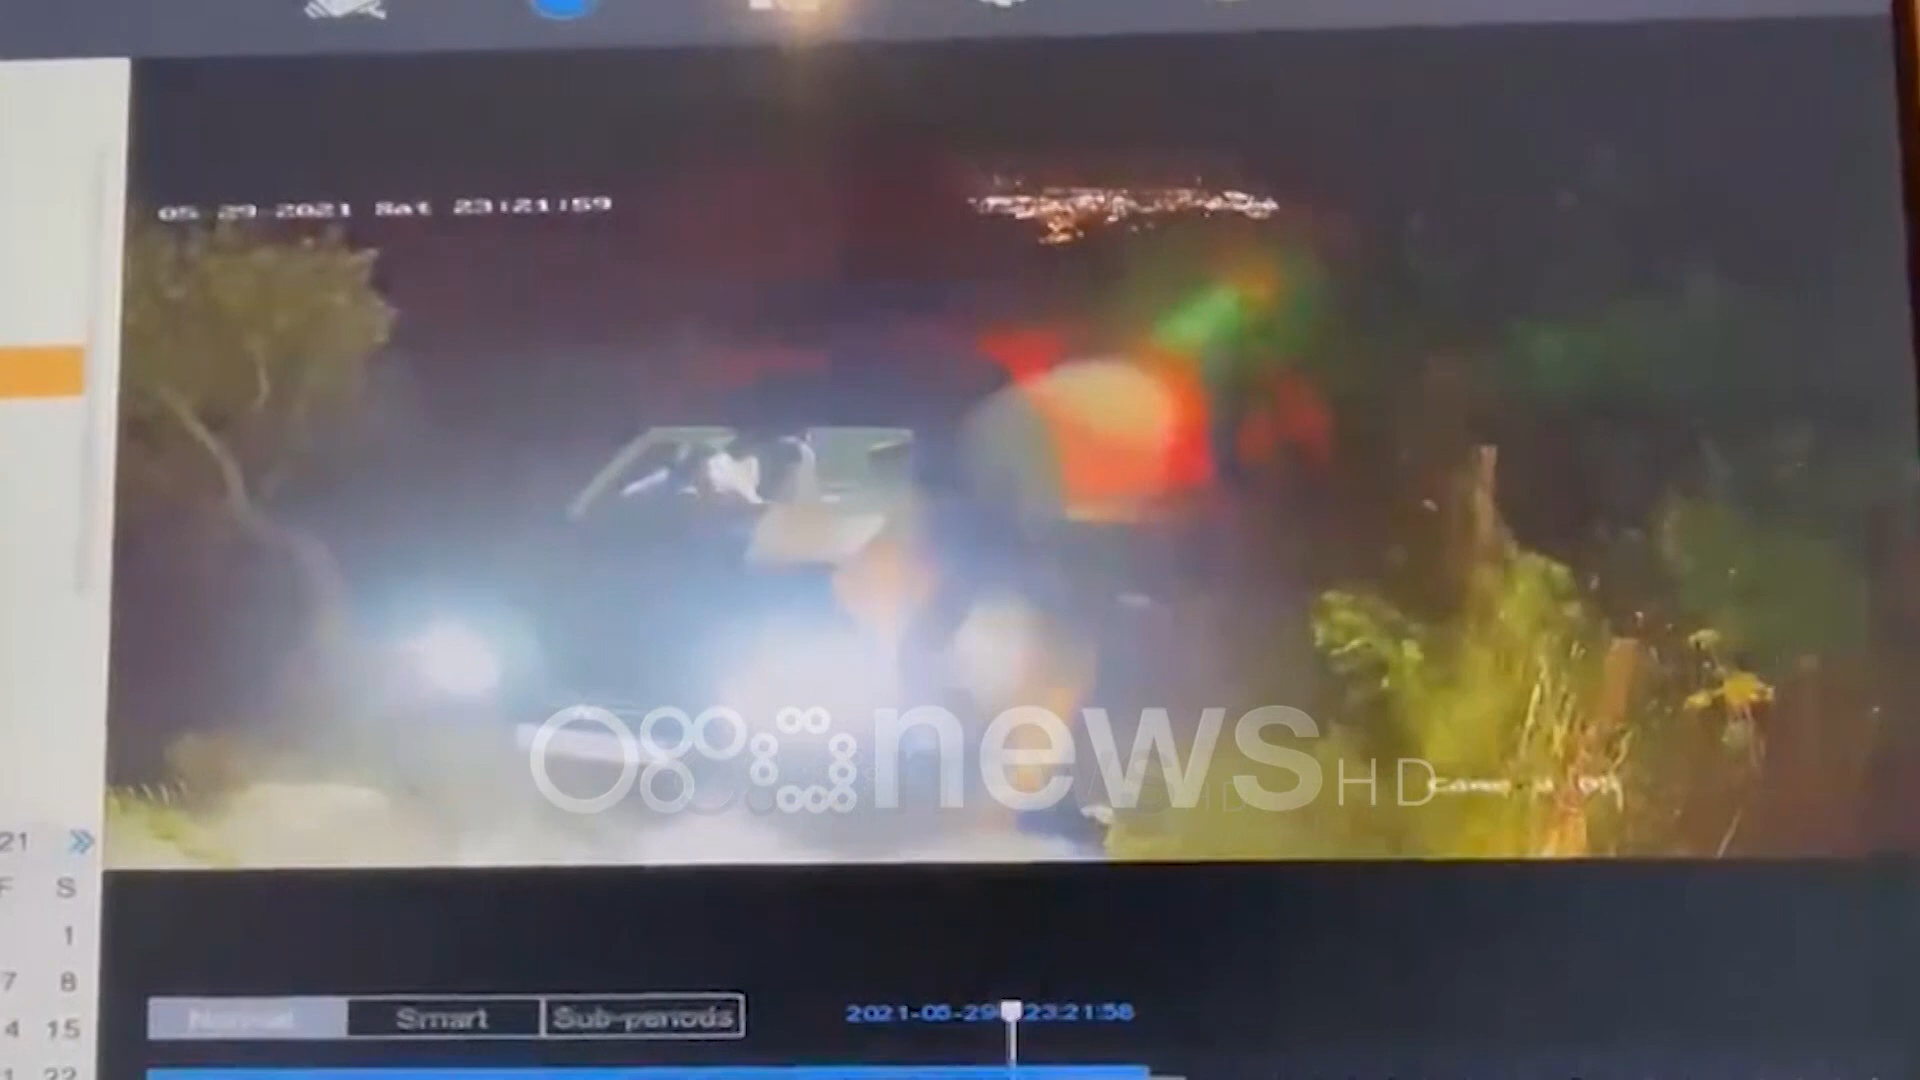 05-29-2021 Sat 23:21:59
news HD
21
F S
1
7 8
4 15
1 22
Normal Smart Sub-periods
2021-05-29 23:21:58